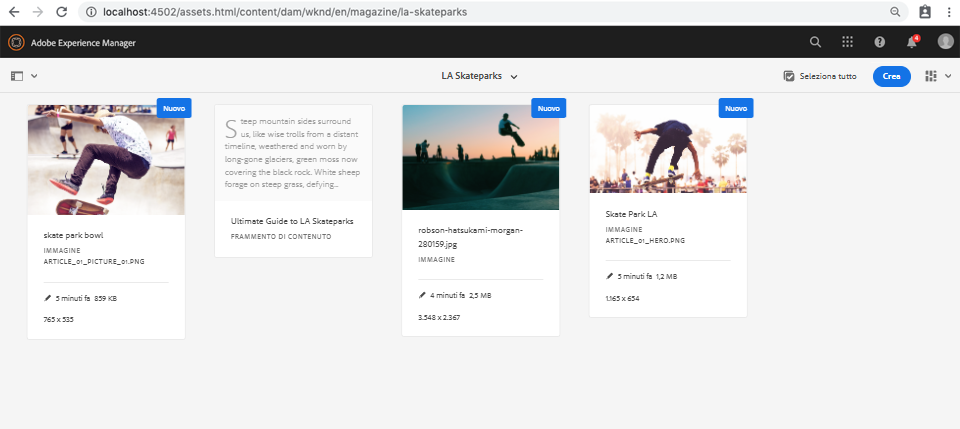 localhost:4502/assets.html/content/dam/wknd/en/magazine/la-skateparks
Adobe Experience Manager
4
LA Skateparks
Seleziona tutto
Crea
Nuovo
skate park bowl
IMMAGINE
ARTICLE_01_PICTURE_01.PNG
5 minuti fa 859 KB
765 x 535
Steep mountain sides surround
us, like wise trolls from a distant
timeline, weathered and worn by
long-gone glaciers, green moss now
covering the black rock. White sheep
forege on steep grass, defying...
Ultimate Guide to LA Skateparks
FRAMMENTO DI CONTENUTO
Nuovo
robson-hatsukami-morgan-
280159.jpg
IMMAGINE
4 minuti fa 2,5 MB
3.548 x 2.367
Nuovo
Skate Park LA
IMMAGINE
ARTICLE_01_HERO.PNG
5 minuti fa 1,2 MB
1.165 x 654